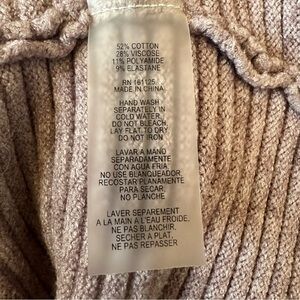 52% COTTON
28% VISCOSE
11% POLYAMIDE
9% ELASTANE
RN 161125
MADE IN CHINA
HAND WASH
SEPARATELY IN
COLD WATER.
DO NOT BLEACH.
LAY FLAT TO DRY
DO NOT IRON
LAVAR A MANO
SEPARADAMENTE
CON AGUA FRIA.
NO USE BLANQUEADOR.
RECOSTAR PLANAMENTE
PARA SECAR.
NO PLANCHE
LAVER SEPAREMENT
A LA MAIN A L'EAU FROIDE.
NE PAS BLANCHIR.
SECHER A PLAT.
NE PAS REPASSER